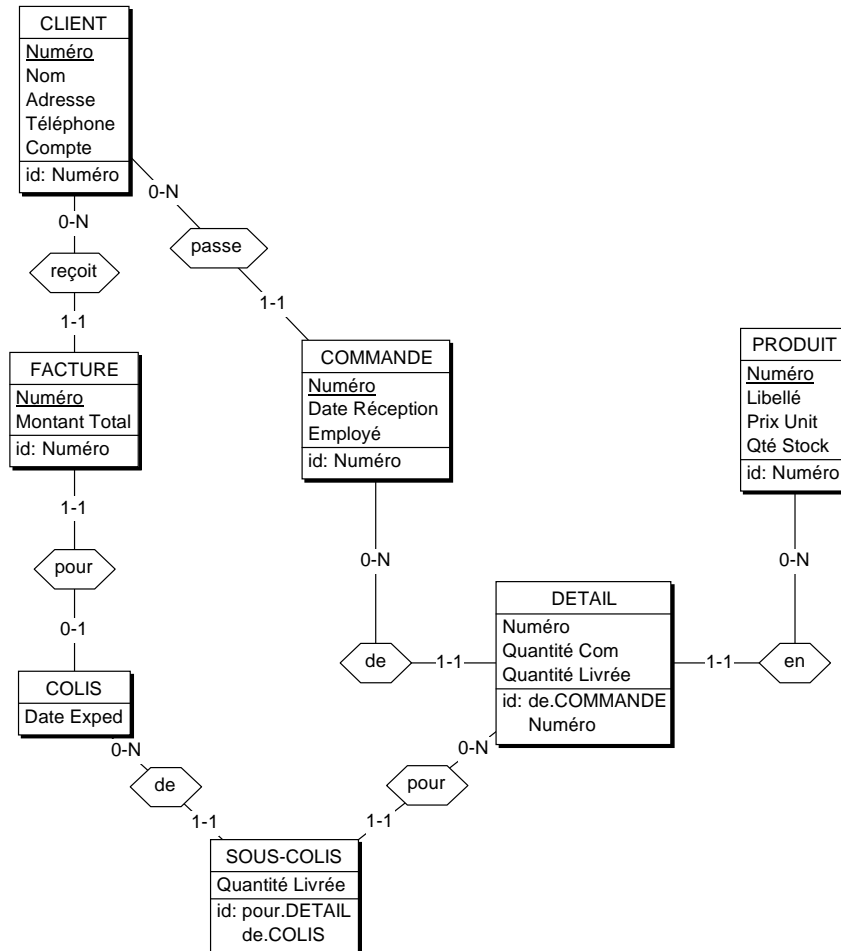 CLIENT
Numéro
Nom
Adresse
Téléphone
Compte
id: Numéro
0-N
0-N
passe
reçoit
1-1
1-1
FACTURE
Numéro
Montant Total
id: Numéro
COMMANDE
Numéro
Date Réception
Employé
id: Numéro
PRODUIT
Numéro
Libellé
Prix Unit
Qté Stock
id: Numéro
1-1
0-N
0-N
pour
0-1
DETAIL
Numéro
Quantité Com
Quantité Livrée
id: de.COMMANDE
Numéro
de
1-1
1-1
en
COLIS
Date Exped
0-N
0-N
de
pour
1-1
1-1
SOUS-COLIS
Quantité Livrée
id: pour.DETAIL
de.COLIS